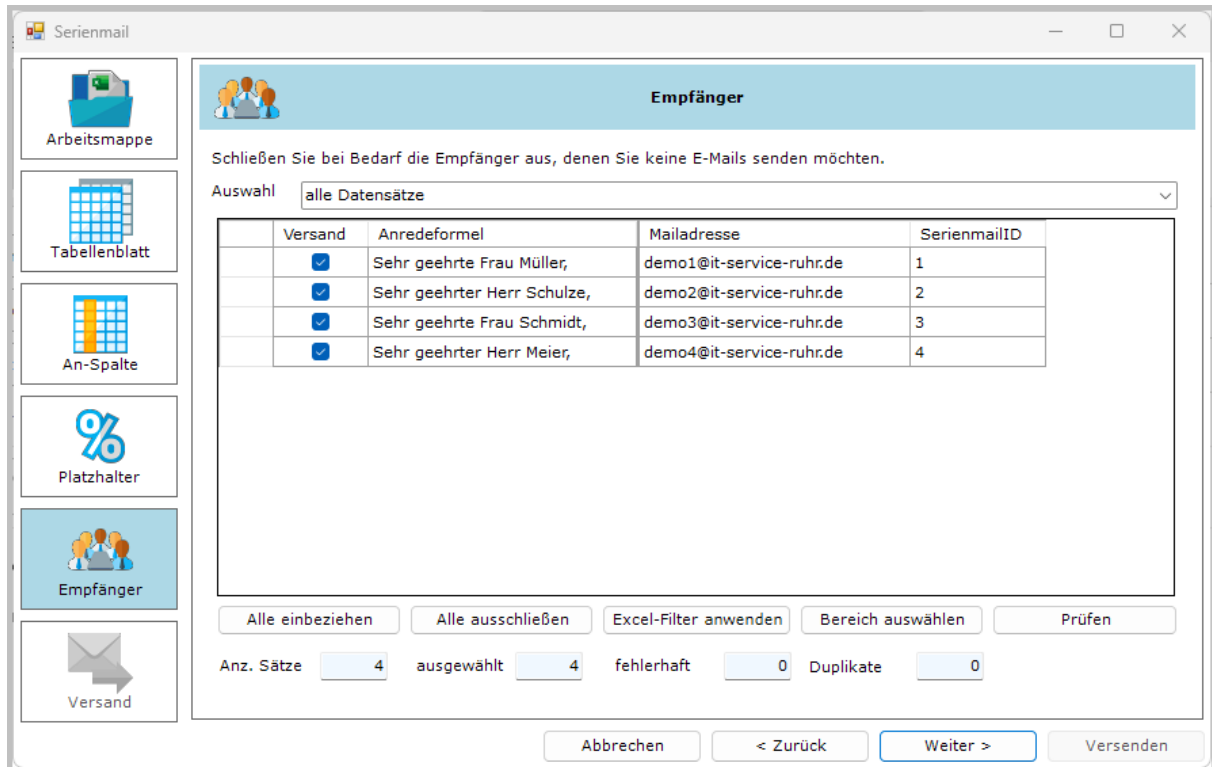 Serienmail
Arbeitsmappe
Tabellenblatt
An-Spalte
Platzhalter
Empfänger
Versand
Empfänger
Schließen Sie bei Bedarf die Empfänger aus, denen Sie keine E-Mails senden möchten.
Auswahl alle Datensätze
Versand Anredeformel Mailadresse SerienmailID
Sehr geehrte Frau Müller, demo1@it-service-ruhr.de 1
Sehr geehrter Herr Schulze, demo2@it-service-ruhr.de 2
Sehr geehrte Frau Schmidt, demo3@it-service-ruhr.de 3
Sehr geehrter Herr Meier, demo4@it-service-ruhr.de 4
Alle einbeziehen Alle ausschließen Excel-Filter anwenden Bereich auswählen Prüfen
Anz. Sätze 4 ausgewählt 4 fehlerhaft 0 Duplikate 0
Abbrechen < Zurück Weiter > Versenden